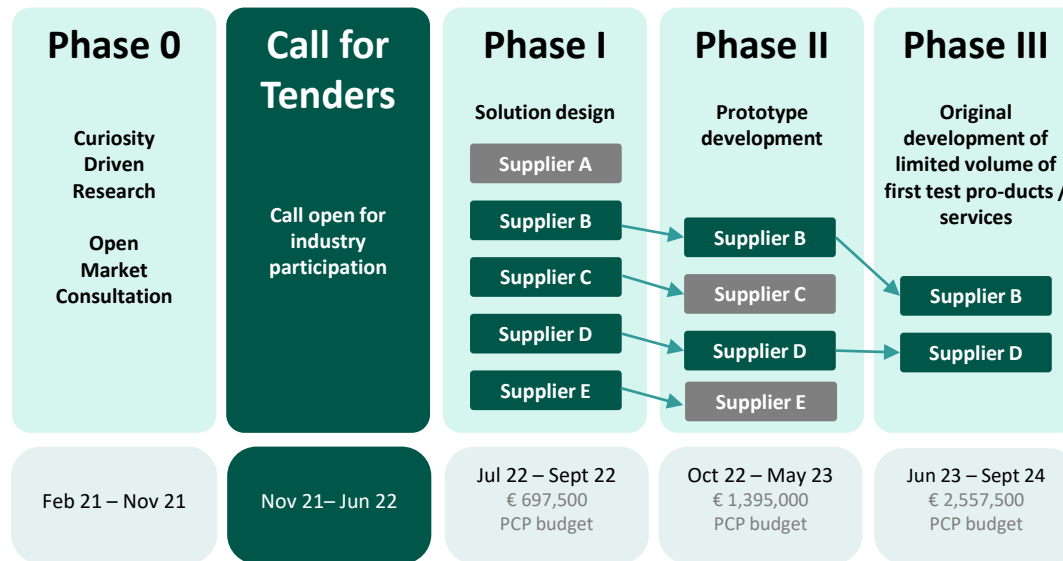 Phase 0
Curiosity
Driven
Research
Open
Market
Consultation
Feb 21 – Nov 21
Call for
Tenders
Call open for
industry
participation
Nov 21– Jun 22
Phase I
Solution design
Supplier A
Supplier B
Supplier C
Supplier D
Supplier E
Jul 22 – Sept 22
€ 697,500
PCP budget
Phase II
Prototype
development
Supplier B
Supplier C
Supplier D
Supplier E
Oct 22 – May 23
€ 1,395,000
PCP budget
Phase III
Original
development of
limited volume of
first test pro-ducts /
services
Supplier B
Supplier D
Jun 23 – Sept 24
€ 2,557,500
PCP budget